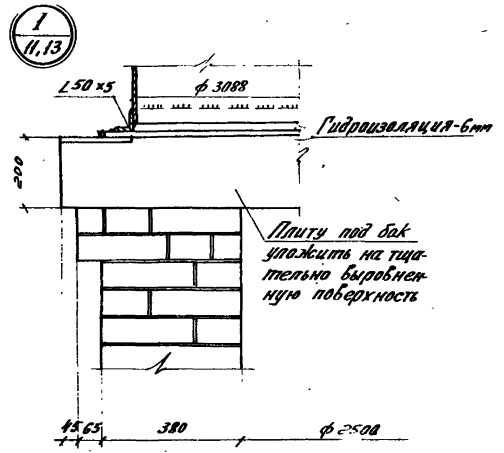 1
11,13
L50×5
ф 3088
Гидроизоляция-6мм
200
Плиту под бак
уложить на тща-
тельно выровнен-
ную поверхность
45 65 380 ф 2500